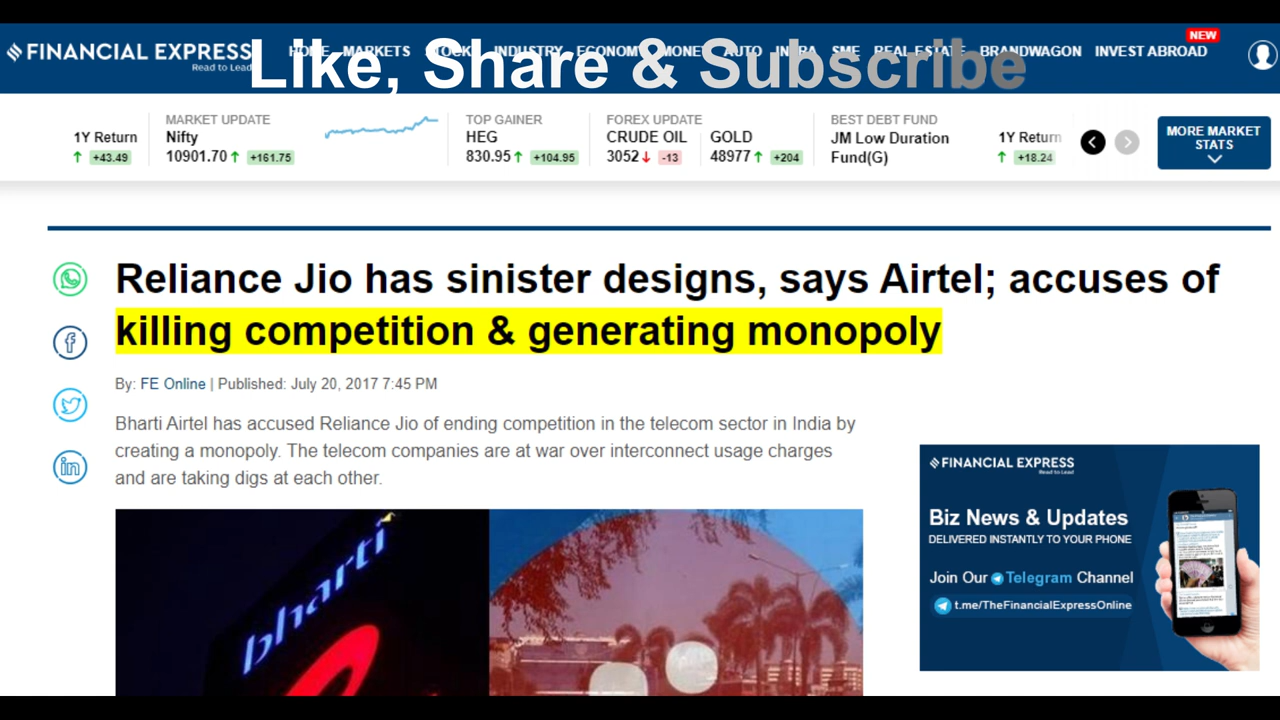 FINANCIAL EXPRESS
Read to Lead
HOME MARKETS STOCKS INDUSTRY ECONOMY MONEY AUTO INFRA SME REAL ESTATE BRANDWAGON INVEST ABROAD
NEW
Like, Share & Subscribe
1Y Return
+43.49
MARKET UPDATE
Nifty
10901.70 +161.75
TOP GAINER
HEG
830.95 +104.95
FOREX UPDATE
CRUDE OIL
3052 -13
GOLD
48977 +204
BEST DEBT FUND
JM Low Duration
Fund(G)
1Y Return
+18.24
MORE MARKET
STATS
Reliance Jio has sinister designs, says Airtel; accuses of
killing competition & generating monopoly
By: FE Online | Published: July 20, 2017 7:45 PM
Bharti Airtel has accused Reliance Jio of ending competition in the telecom sector in India by
creating a monopoly. The telecom companies are at war over interconnect usage charges
and are taking digs at each other.
bharti
FINANCIAL EXPRESS
Read to Lead
Biz News & Updates
DELIVERED INSTANTLY TO YOUR PHONE
Join Our Telegram Channel
t.me/TheFinancialExpressOnline